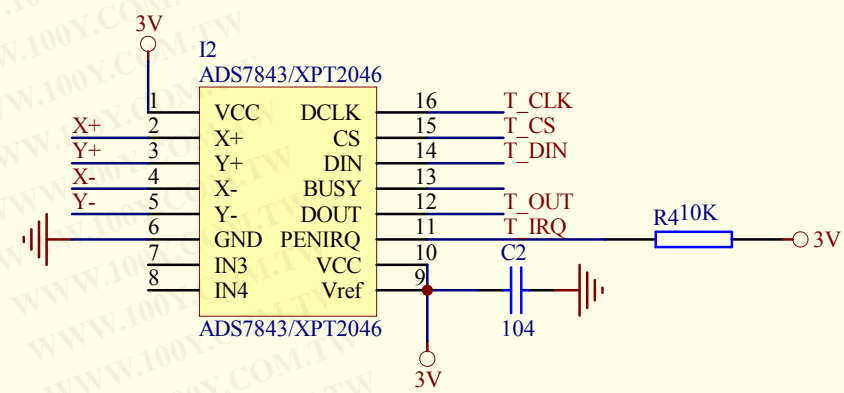 3V
I2
ADS7843/XPT2046
1 VCC DCLK 16 T_CLK
X+ 2 X+ CS 15 T_CS
Y+ 3 Y+ DIN 14 T_DIN
X- 4 X- BUSY 13
Y- 5 Y- DOUT 12 T_OUT
6 GND PENIRQ 11 T_IRQ
R4 10K
3V
7 IN3 VCC 10
C2
8 IN4 Vref 9
ADS7843/XPT2046
104
3V
WWW.100Y.COM.TW